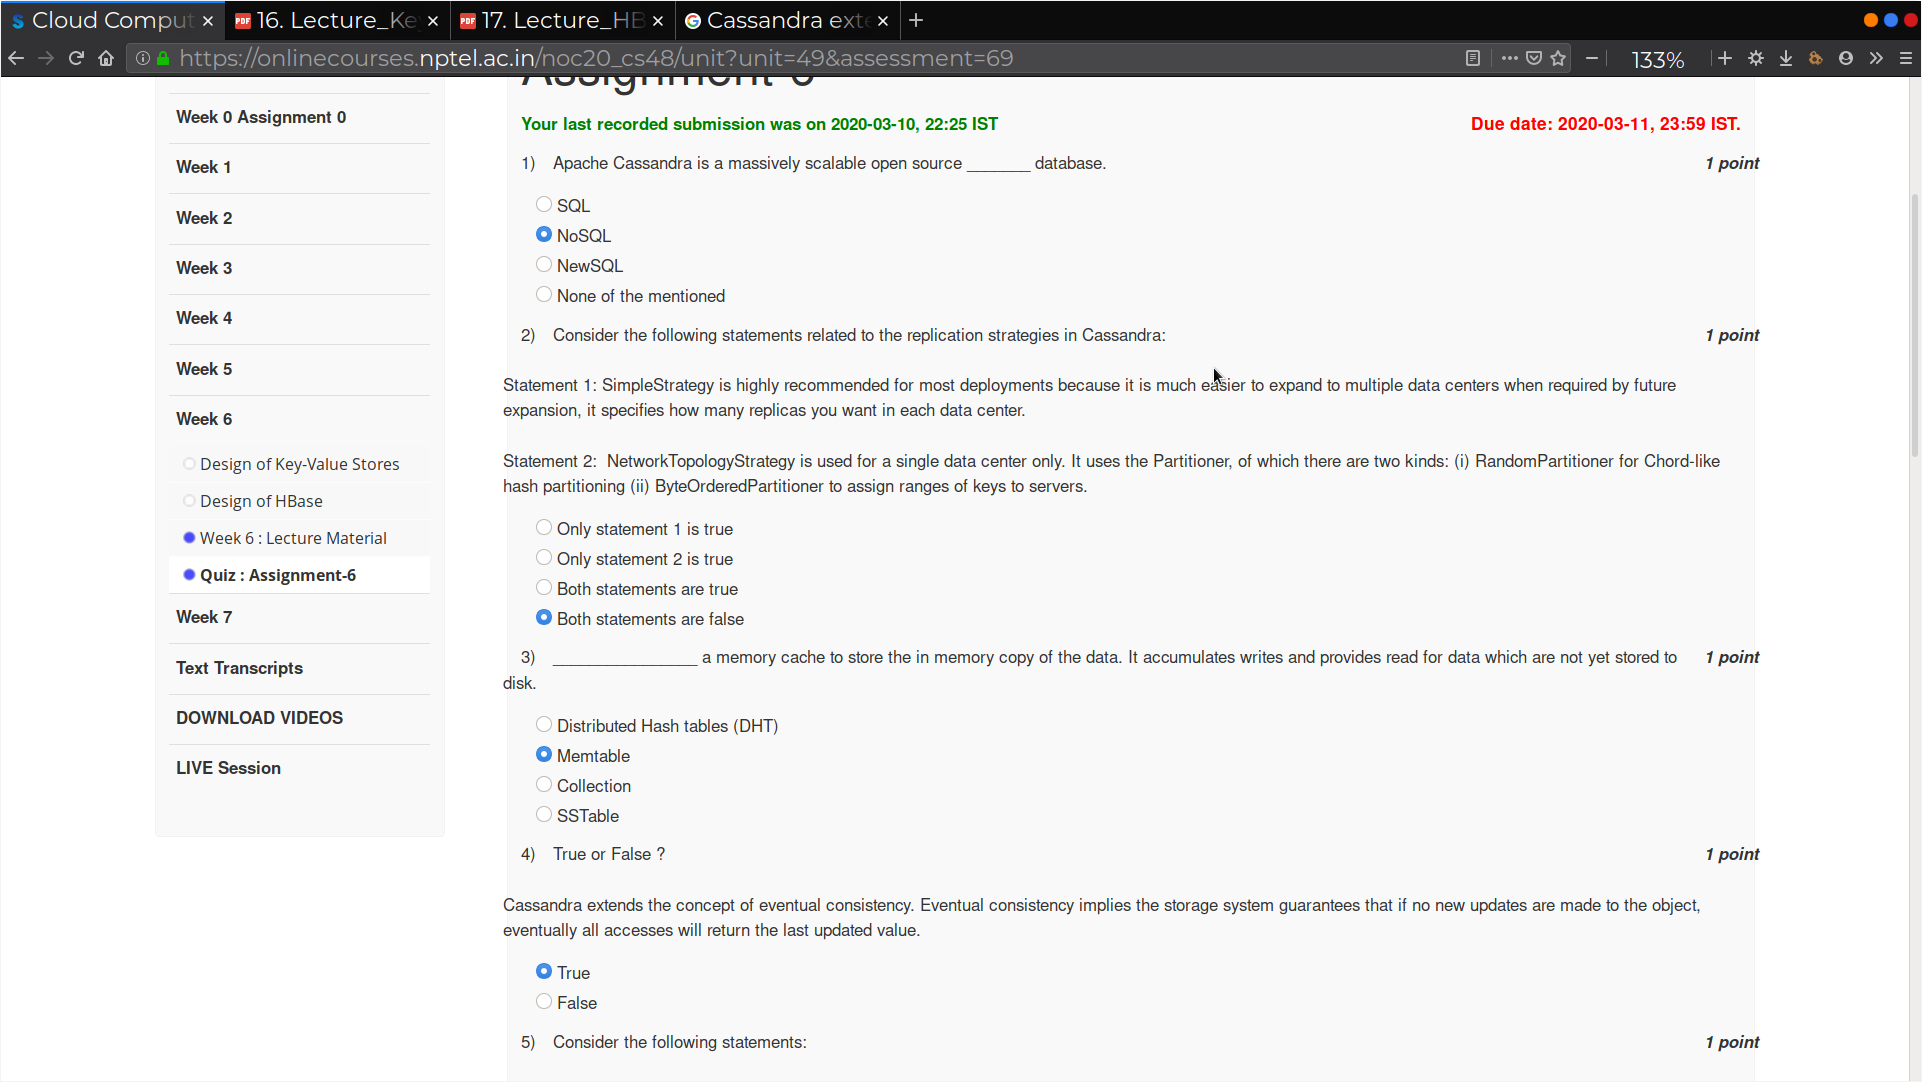 Cloud Comput
16. Lecture_Ke
17. Lecture_HB
Cassandra exte
https://onlinecourses.nptel.ac.in/noc20_cs48/unit?unit=49&assessment=69
133%
Week 0 Assignment 0
Week 1
Week 2
Week 3
Week 4
Week 5
Week 6
Design of Key-Value Stores
Design of HBase
Week 6 : Lecture Material
Quiz : Assignment-6
Week 7
Text Transcripts
DOWNLOAD VIDEOS
LIVE Session
Assignment-6
Your last recorded submission was on 2020-03-10, 22:25 IST
Due date: 2020-03-11, 23:59 IST.
1) Apache Cassandra is a massively scalable open source _______ database. 1 point
SQL
NoSQL
NewSQL
None of the mentioned
2) Consider the following statements related to the replication strategies in Cassandra: 1 point
Statement 1: SimpleStrategy is highly recommended for most deployments because it is much easier to expand to multiple data centers when required by future
expansion, it specifies how many replicas you want in each data center.
Statement 2:  NetworkTopologyStrategy is used for a single data center only. It uses the Partitioner, of which there are two kinds: (i) RandomPartitioner for Chord-like
hash partitioning (ii) ByteOrderedPartitioner to assign ranges of keys to servers.
Only statement 1 is true
Only statement 2 is true
Both statements are true
Both statements are false
3) ________________ a memory cache to store the in memory copy of the data. It accumulates writes and provides read for data which are not yet stored to 1 point
disk.
Distributed Hash tables (DHT)
Memtable
Collection
SSTable
4) True or False ? 1 point
Cassandra extends the concept of eventual consistency. Eventual consistency implies the storage system guarantees that if no new updates are made to the object,
eventually all accesses will return the last updated value.
True
False
5) Consider the following statements: 1 point